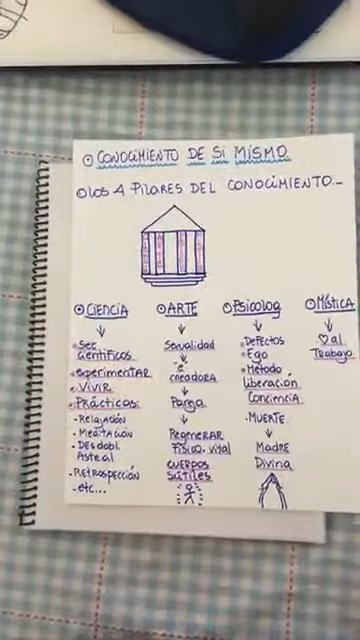 CONOCIMIENTO DE SÍ MISMO
LOS 4 PILARES DEL CONOCIMIENTO.-
CIENCIA
Ser
Científicos
experimentar
Vivir
Prácticas:
- Relajación
- Meditación
- Desdobl.
Astral
- Retrospección
- etc...
ARTE
Sexualidad
"e"
creadora
Pareja
Regenerar
Físico, vital
cuerpos
sutiles
Psicolog
Defectos
Ego
Método
liberación
Conciencia
- MUERTE
Madre
Divina
Mística
♡ al
Trabajo